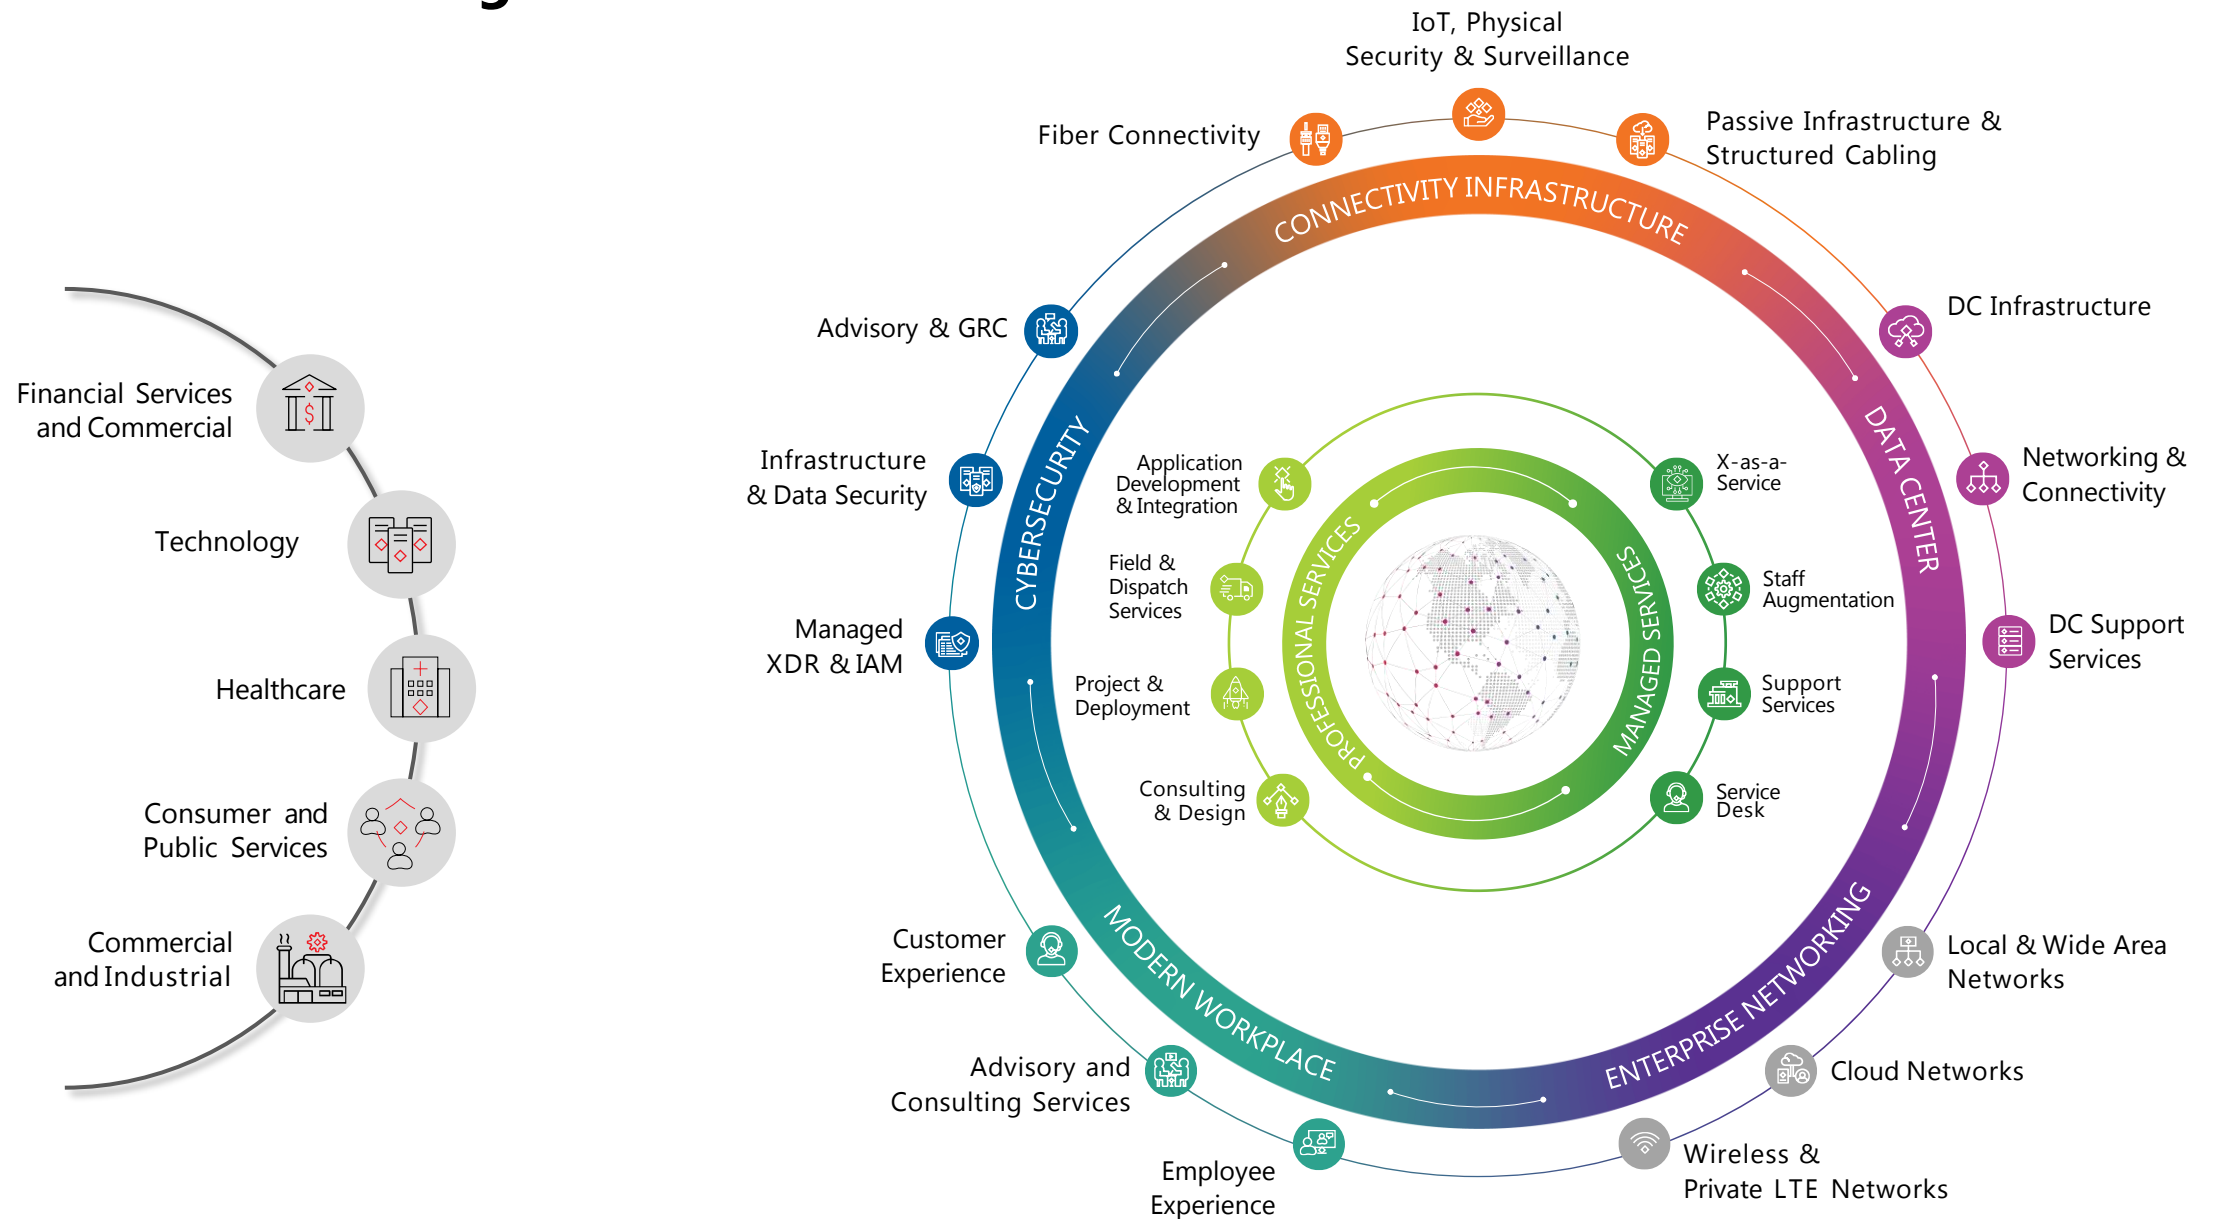 Financial Services
and Commercial
Technology
Healthcare
Consumer and
Public Services
Commercial
and Industrial
IoT, Physical
Security & Surveillance
Fiber Connectivity
Passive Infrastructure &
Structured Cabling
CONNECTIVITY INFRASTRUCTURE
Advisory & GRC
Infrastructure
& Data Security
Managed
XDR & IAM
CYBERSECURITY
DC Infrastructure
Networking &
Connectivity
DC Support
Services
DATA CENTER
Application
Development
& Integration
Field &
Dispatch
Services
Project &
Deployment
Consulting
& Design
PROFESSIONAL SERVICES
X-as-a-
Service
Staff
Augmentation
Support
Services
Service
Desk
MANAGED SERVICES
Customer
Experience
Advisory and
Consulting Services
Employee
Experience
MODERN WORKPLACE
Local & Wide Area
Networks
Cloud Networks
Wireless &
Private LTE Networks
ENTERPRISE NETWORKING